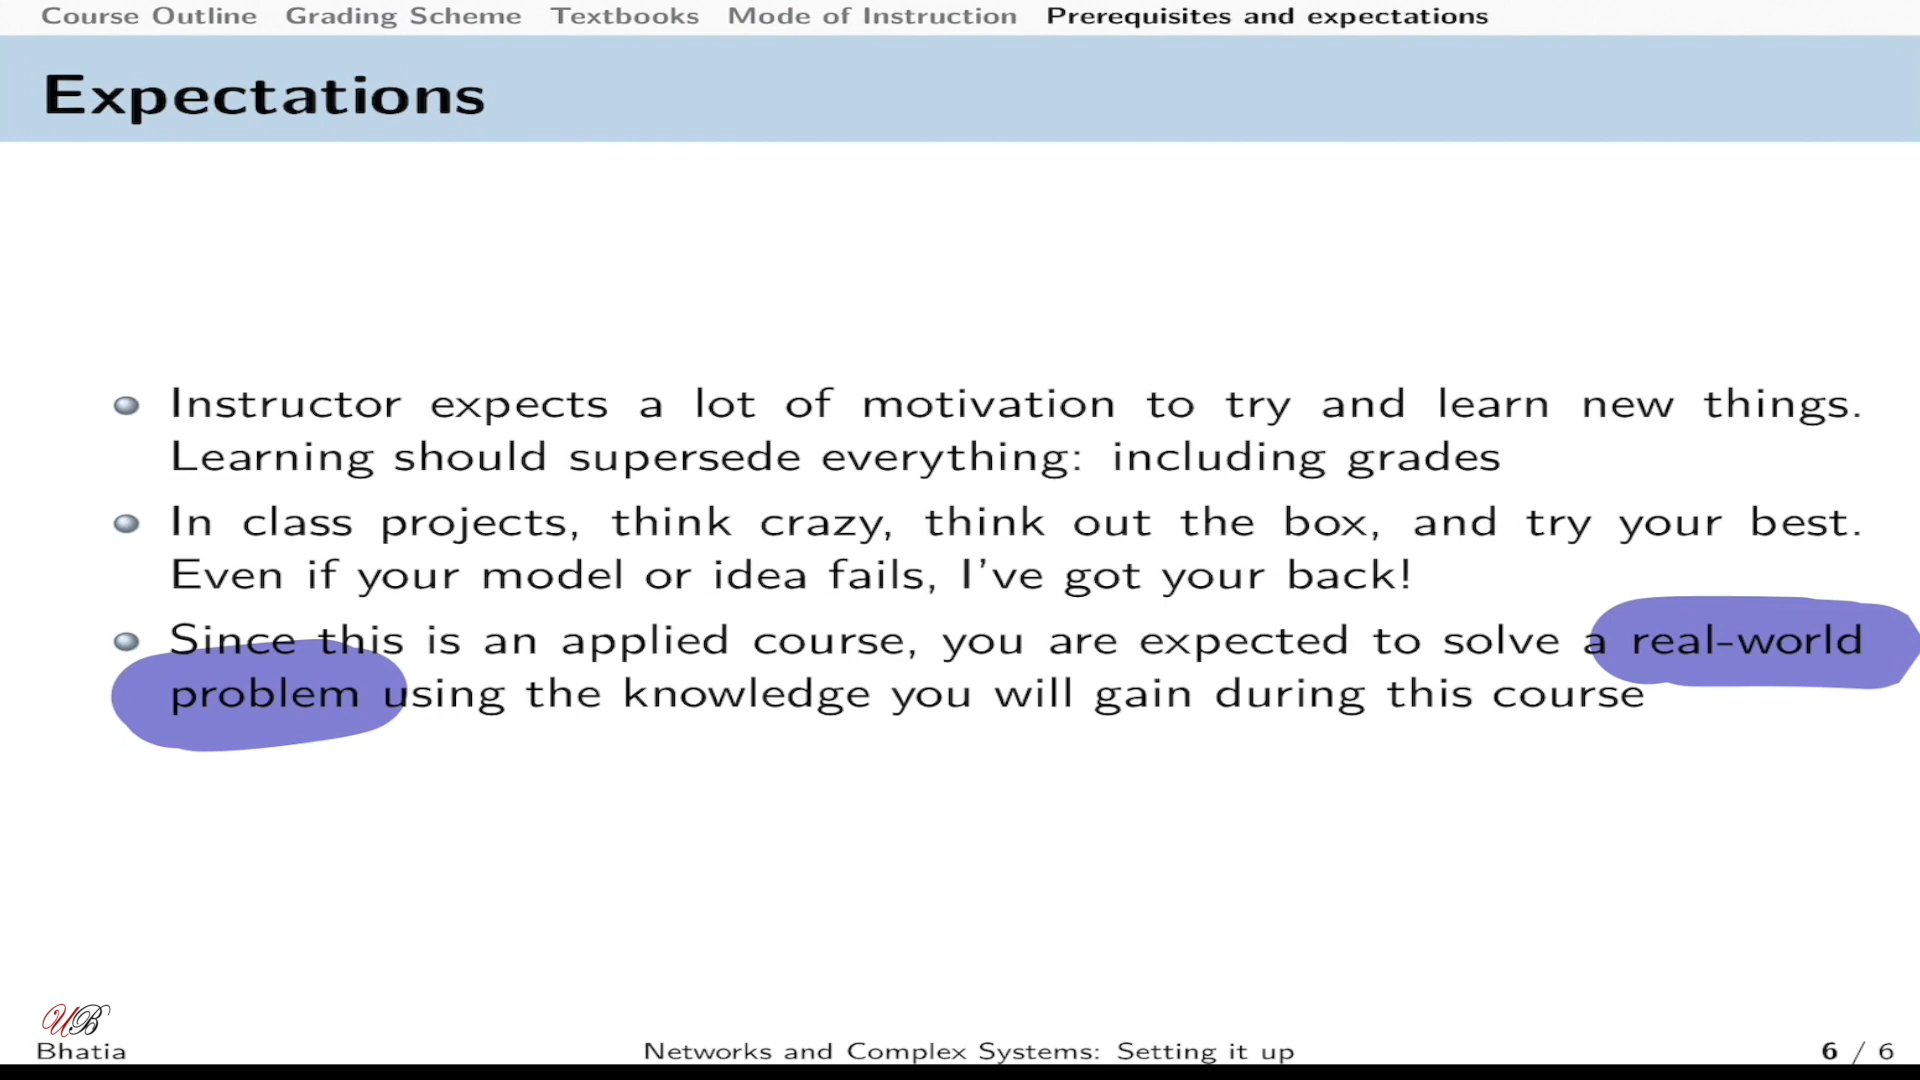 Course Outline Grading Scheme Textbooks Mode of Instruction Prerequisites and expectations
Expectations
Instructor expects a lot of motivation to try and learn new things.
Learning should supersede everything: including grades
In class projects, think crazy, think out the box, and try your best.
Even if your model or idea fails, I've got your back!
Since this is an applied course, you are expected to solve a real-world
problem using the knowledge you will gain during this course
UB
Bhatia Networks and Complex Systems: Setting it up 6 / 6